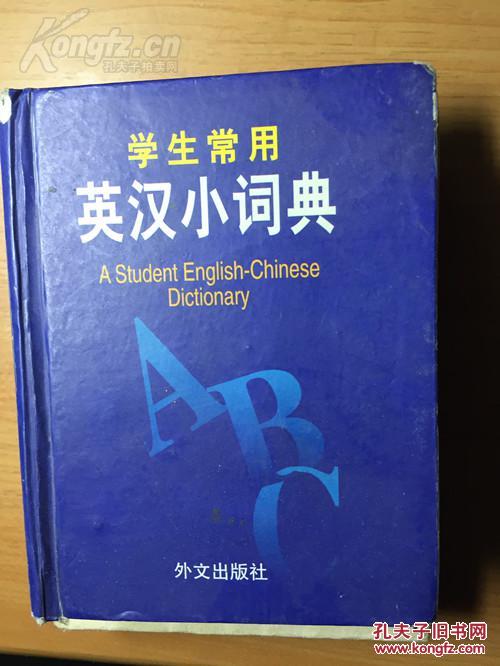 Kongfz.cn
孔夫子拍卖网
学生常用
英汉小词典
A Student English-Chinese
Dictionary
ABC
外文出版社
孔夫子旧书网
www.kongfz.com